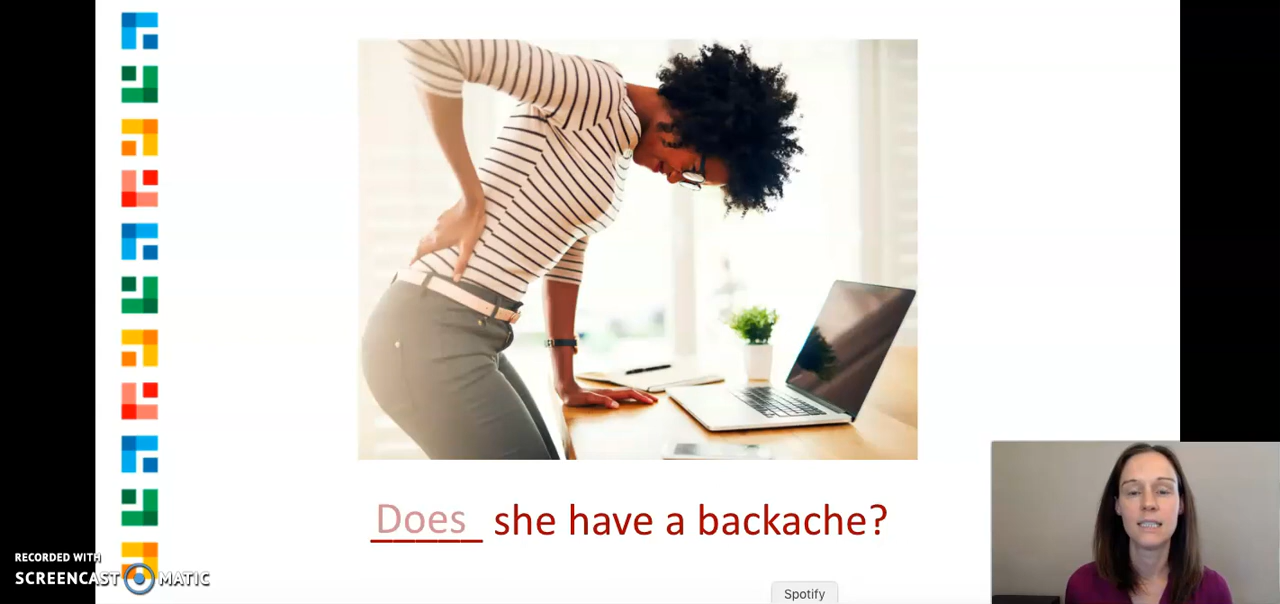 Does she have a backache?
RECORDED WITH
SCREENCAST MATIC
Spotify